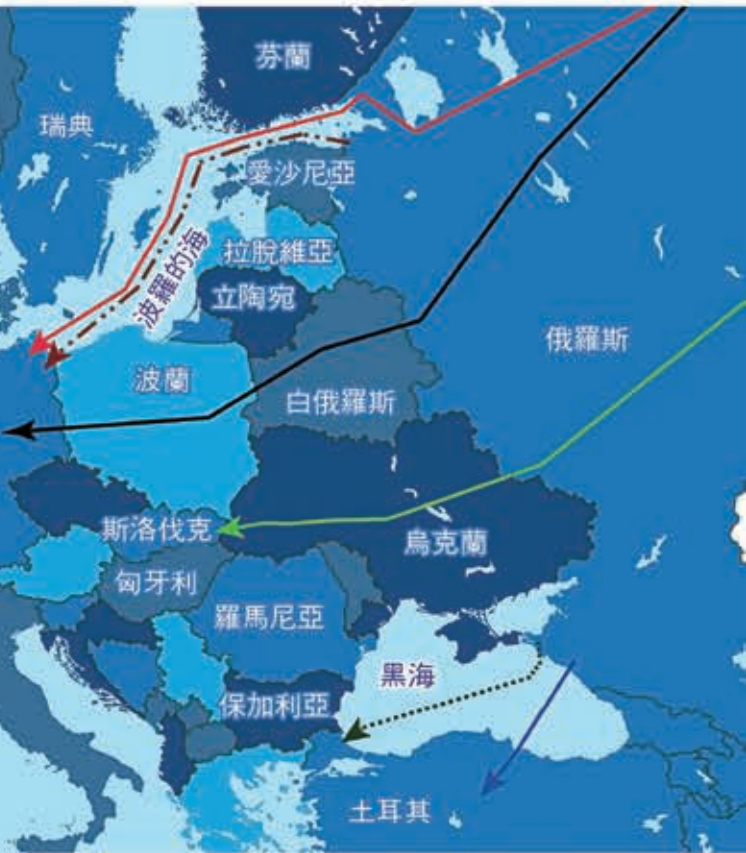 芬蘭
瑞典
愛沙尼亞
拉脫維亞
波羅的海
立陶宛
俄羅斯
波蘭
白俄羅斯
斯洛伐克
烏克蘭
匈牙利
羅馬尼亞
黑海
保加利亞
土耳其